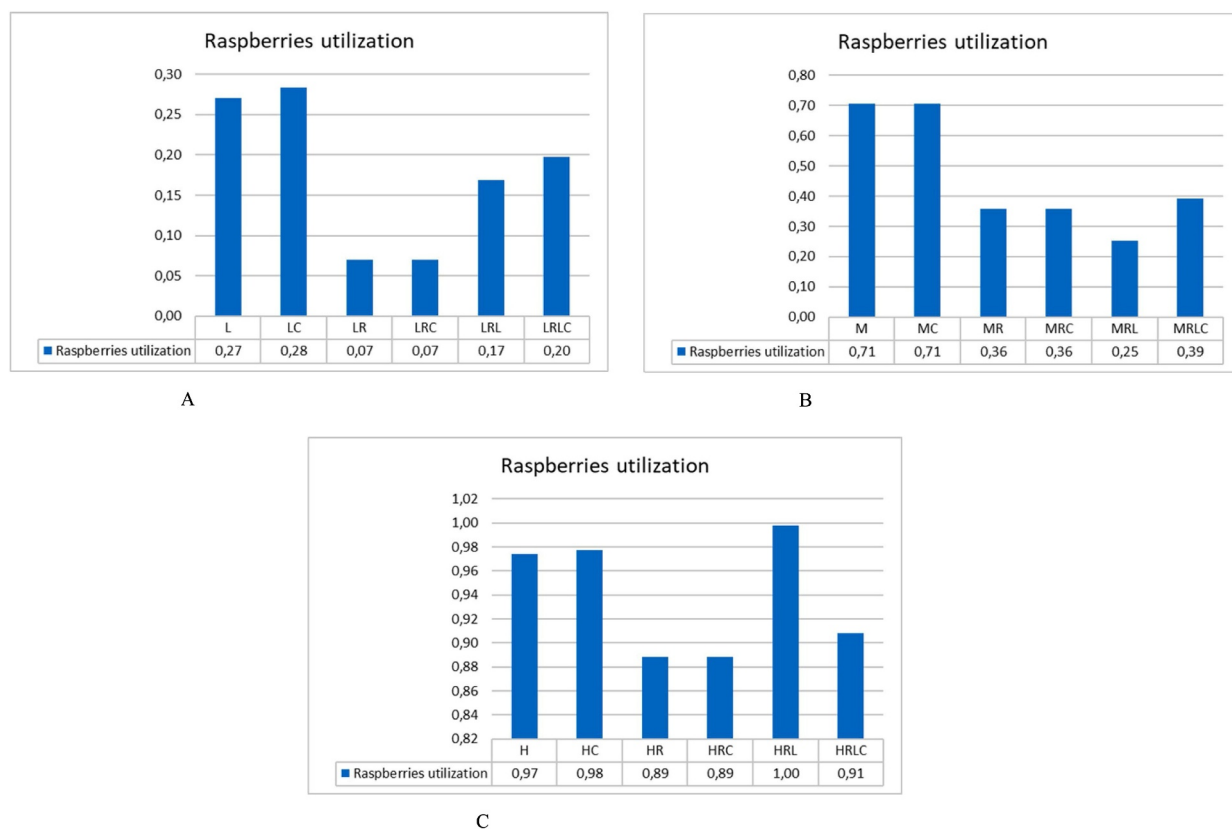 Raspberries utilization
0,30
0,25
0,20
0,15
0,10
0,05
0,00
L LC LR LRC LRL LRLC
Raspberries utilization 0,27 0,28 0,07 0,07 0,17 0,20
A
Raspberries utilization
0,80
0,70
0,60
0,50
0,40
0,30
0,20
0,10
0,00
M MC MR MRC MRL MRLC
Raspberries utilization 0,71 0,71 0,36 0,36 0,25 0,39
B
Raspberries utilization
1,02
1,00
0,98
0,96
0,94
0,92
0,90
0,88
0,86
0,84
0,82
H HC HR HRC HRL HRLC
Raspberries utilization 0,97 0,98 0,89 0,89 1,00 0,91
C